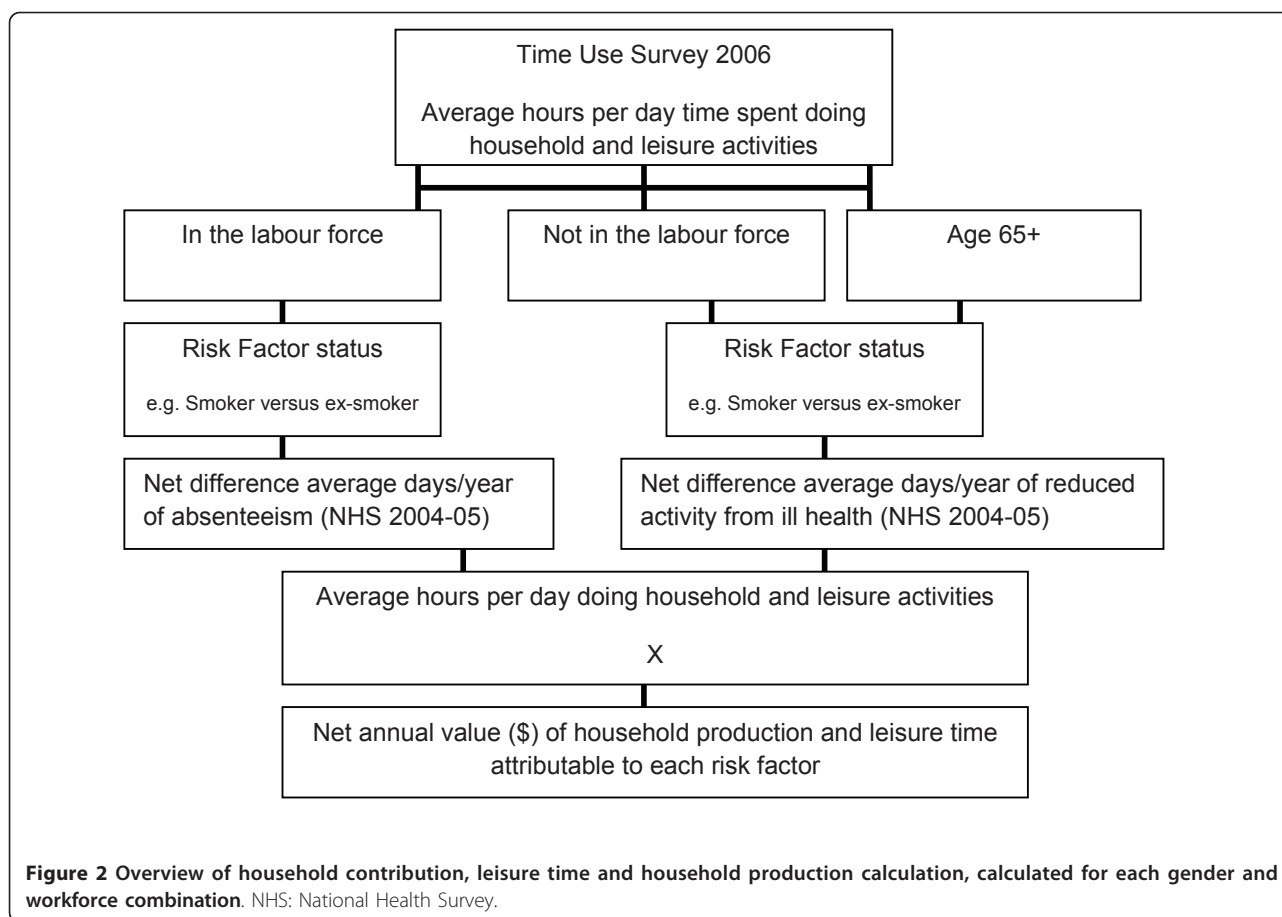 Time Use Survey 2006
Average hours per day time spent doing
household and leisure activities
In the labour force
Not in the labour force
Age 65+
Risk Factor status
e.g. Smoker versus ex-smoker
Risk Factor status
e.g. Smoker versus ex-smoker
Net difference average days/year
of absenteeism (NHS 2004-05)
Net difference average days/year of reduced
activity from ill health (NHS 2004-05)
Average hours per day doing household and leisure activities
X
Net annual value ($) of household production and leisure time
attributable to each risk factor
Figure 2 Overview of household contribution, leisure time and household production calculation, calculated for each gender and
workforce combination. NHS: National Health Survey.